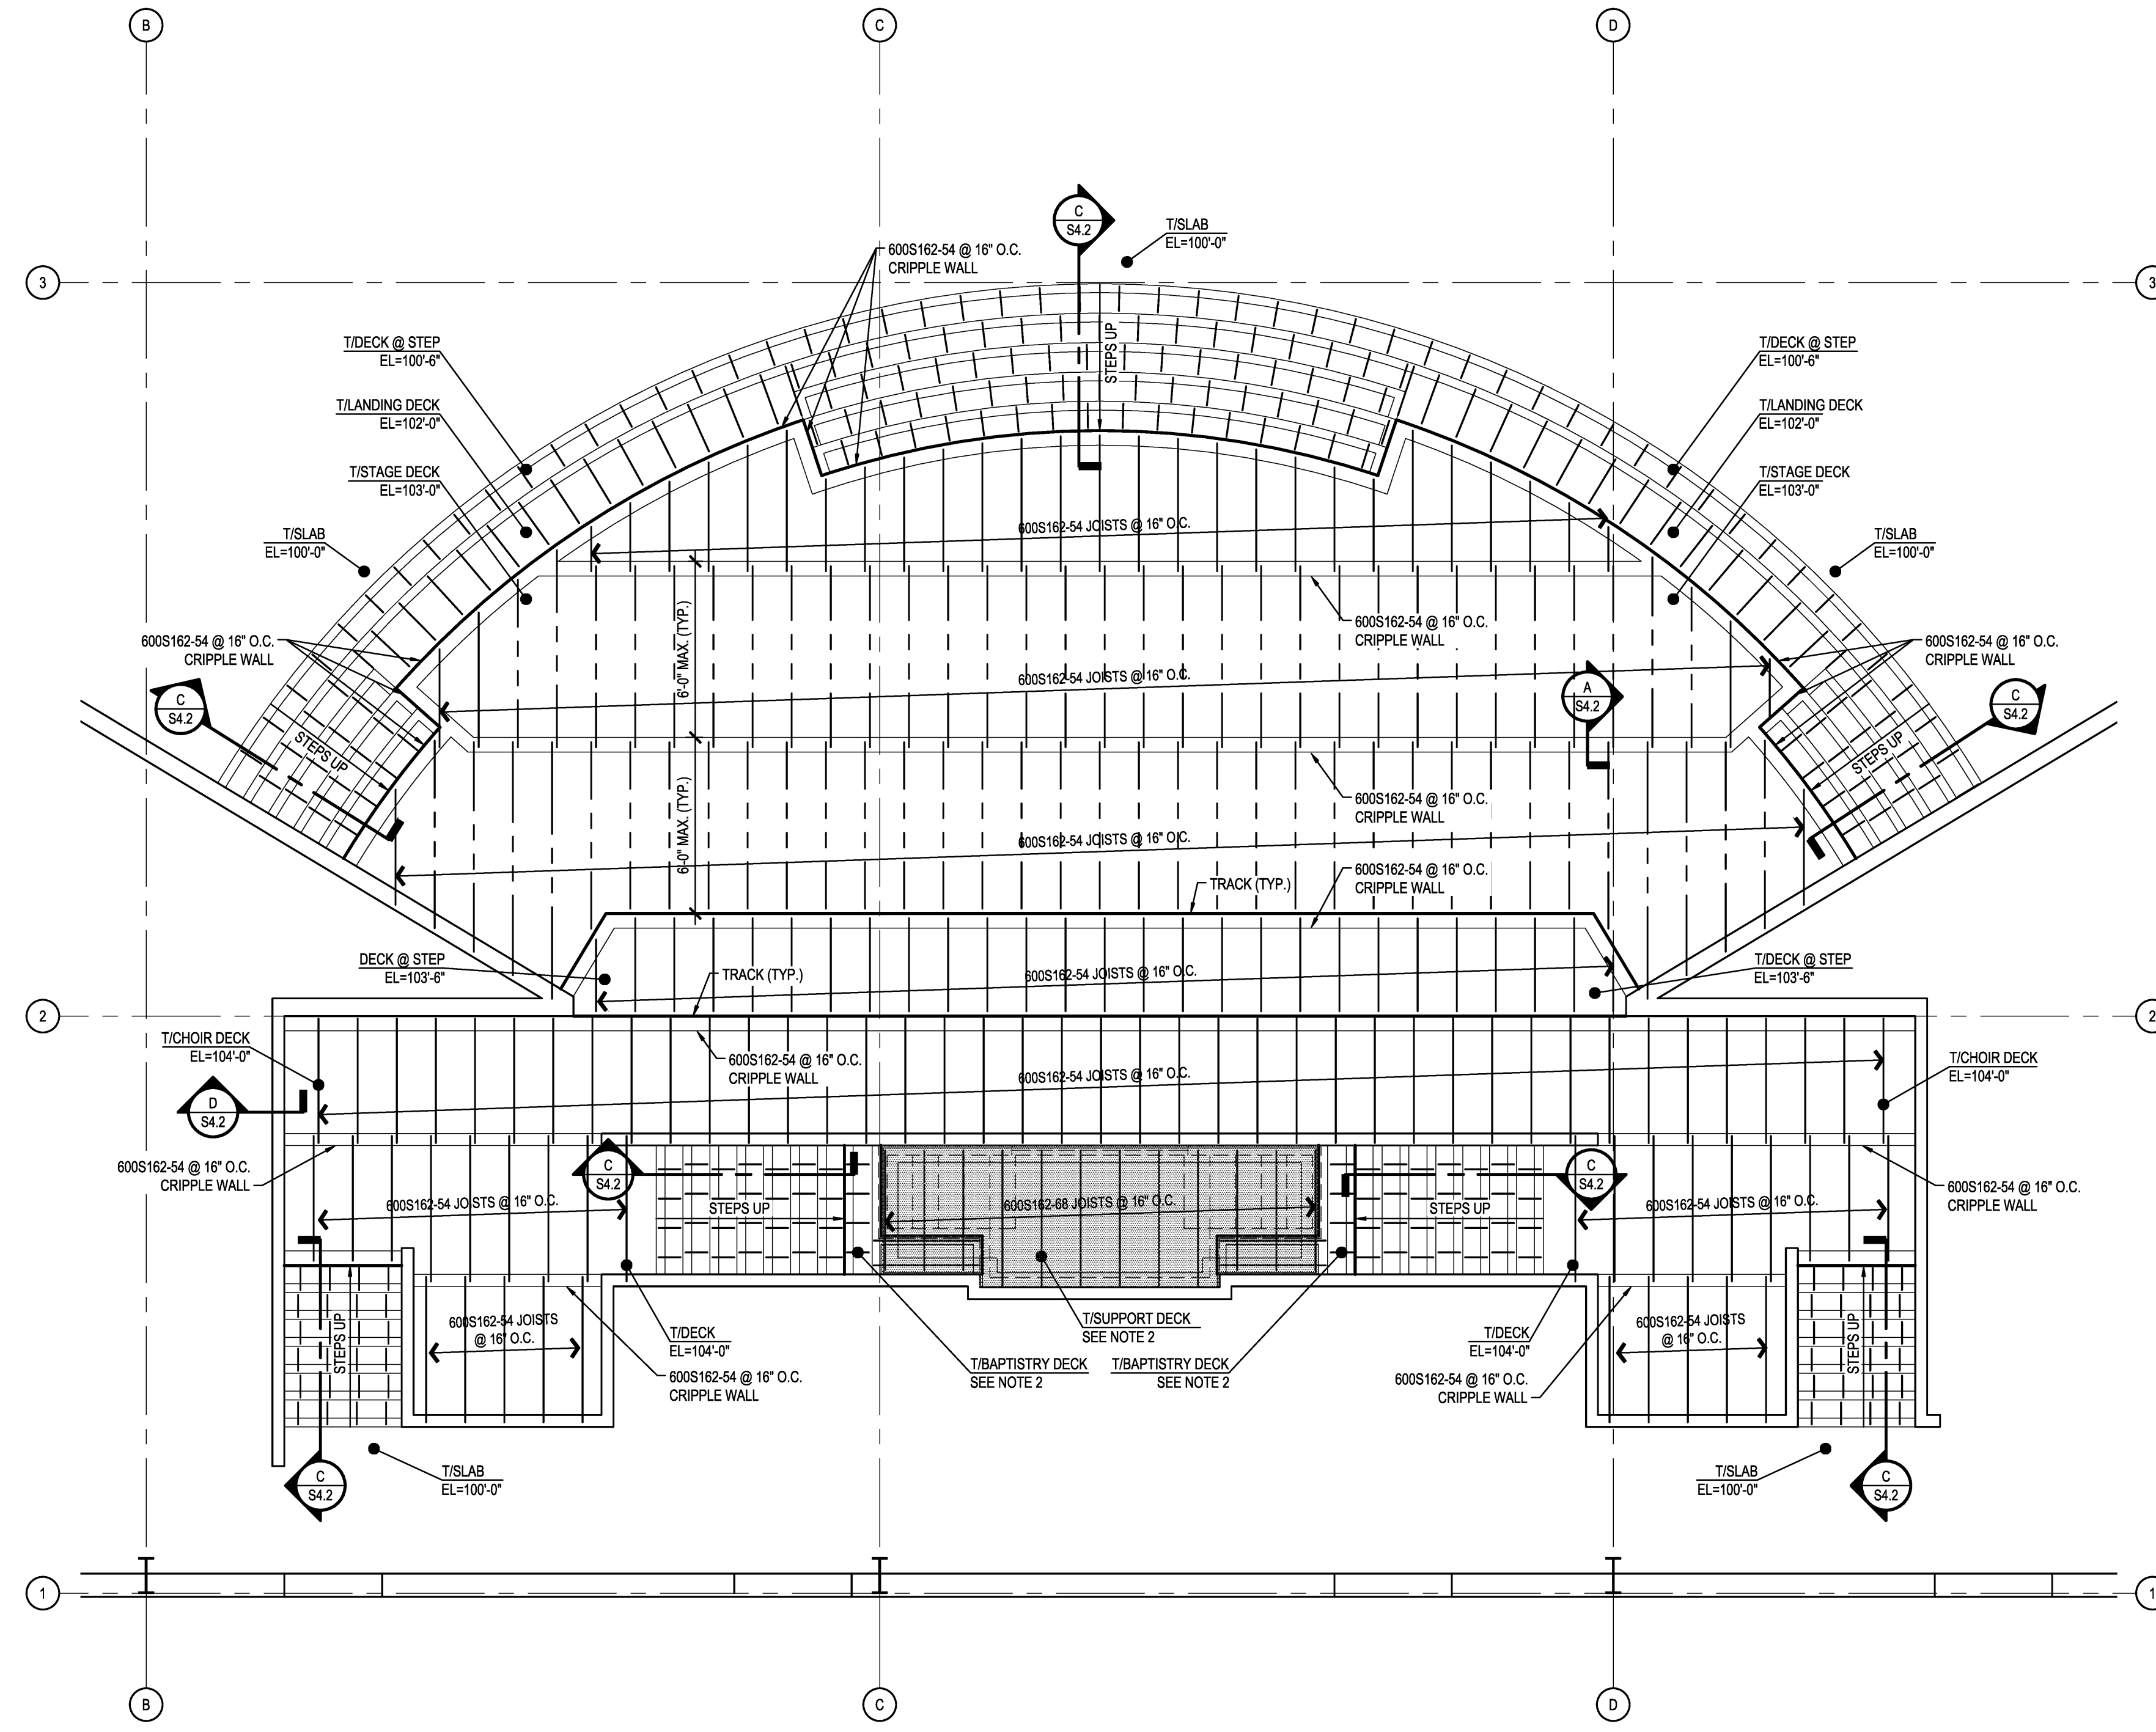 B
C
D
C
S4.2
T/SLAB
EL=100'-0"
600S162-54 @ 16" O.C.
CRIPPLE WALL
3
3
STEPS UP
T/DECK @ STEP
EL=100'-6"
T/DECK @ STEP
EL=100'-6"
T/LANDING DECK
EL=102'-0"
T/LANDING DECK
EL=102'-0"
T/STAGE DECK
EL=103'-0"
T/STAGE DECK
EL=103'-0"
T/SLAB
EL=100'-0"
T/SLAB
EL=100'-0"
600S162-54 JOISTS @ 16" O.C.
600S162-54 @ 16" O.C.
CRIPPLE WALL
6'-0" MAX. (TYP.)
600S162-54 @ 16" O.C.
CRIPPLE WALL
600S162-54 @ 16" O.C.
CRIPPLE WALL
600S162-54 JOISTS @ 16" O.C.
C
S4.2
A
S4.2
C
S4.2
STEPS UP
STEPS UP
6'-0" MAX. (TYP.)
600S162-54 @ 16" O.C.
CRIPPLE WALL
600S162-54 JOISTS @ 16" O.C.
600S162-54 @ 16" O.C.
CRIPPLE WALL
TRACK (TYP.)
DECK @ STEP
EL=103'-6"
TRACK (TYP.)
600S162-54 JOISTS @ 16" O.C.
T/DECK @ STEP
EL=103'-6"
2
2
T/CHOIR DECK
EL=104'-0"
600S162-54 @ 16" O.C.
CRIPPLE WALL
600S162-54 JOISTS @ 16" O.C.
T/CHOIR DECK
EL=104'-0"
D
S4.2
600S162-54 @ 16" O.C.
CRIPPLE WALL
C
S4.2
C
S4.2
600S162-54 @ 16" O.C.
CRIPPLE WALL
600S162-54 JOISTS @ 16" O.C.
STEPS UP
600S162-68 JOISTS @ 16" O.C.
STEPS UP
600S162-54 JOISTS @ 16" O.C.
STEPS UP
600S162-54 JOISTS
@ 16" O.C.
T/DECK
EL=104'-0"
T/SUPPORT DECK
SEE NOTE 2
T/DECK
EL=104'-0"
600S162-54 JOISTS
@ 16" O.C.
STEPS UP
600S162-54 @ 16" O.C.
CRIPPLE WALL
T/BAPTISTRY DECK
SEE NOTE 2
T/BAPTISTRY DECK
SEE NOTE 2
600S162-54 @ 16" O.C.
CRIPPLE WALL
C
S4.2
T/SLAB
EL=100'-0"
T/SLAB
EL=100'-0"
C
S4.2
1
1
B
C
D